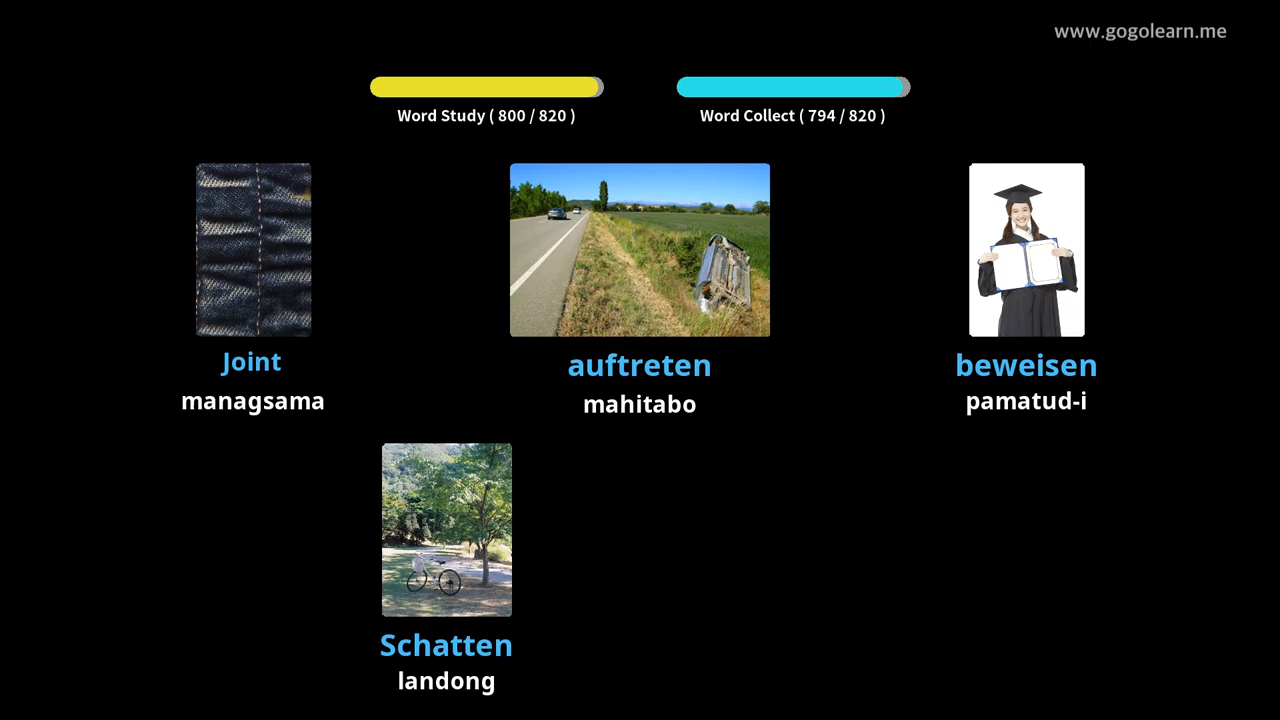 www.gogolearn.me
Word Study ( 800 / 820 )
Word Collect ( 794 / 820 )
Joint
managsama
auftreten
mahitabo
beweisen
pamatud-i
Schatten
landong